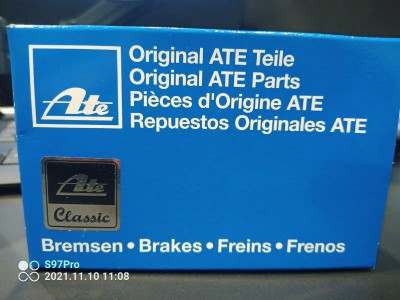 Original ATE Teile
Original ATE Parts
Pièces d'Origine ATE
Repuestos Originales ATE
Ate
Ate
Classic
Bremsen • Brakes • Freins • Frenos
S97Pro
2021.11.10 11:08